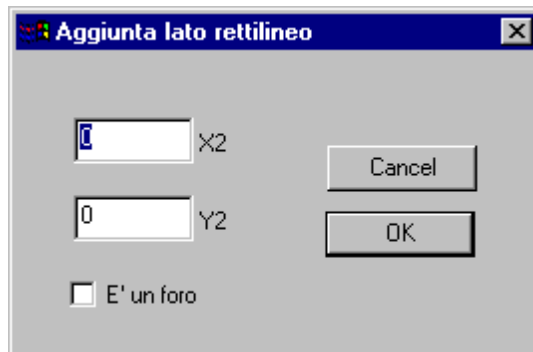 Aggiunta lato rettilineo
0 X2
Cancel
0 Y2
OK
E' un foro